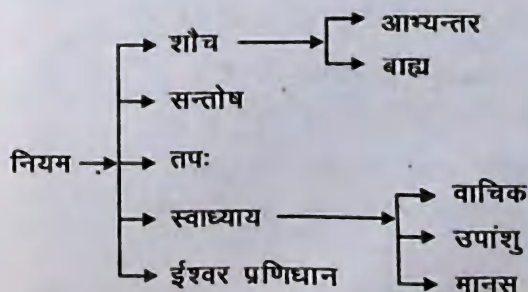 शौच
आभ्यन्तर
बाह्य
सन्तोष
नियम
तपः
स्वाध्याय
वाचिक
उपांशु
मानस
ईश्वर प्रणिधान